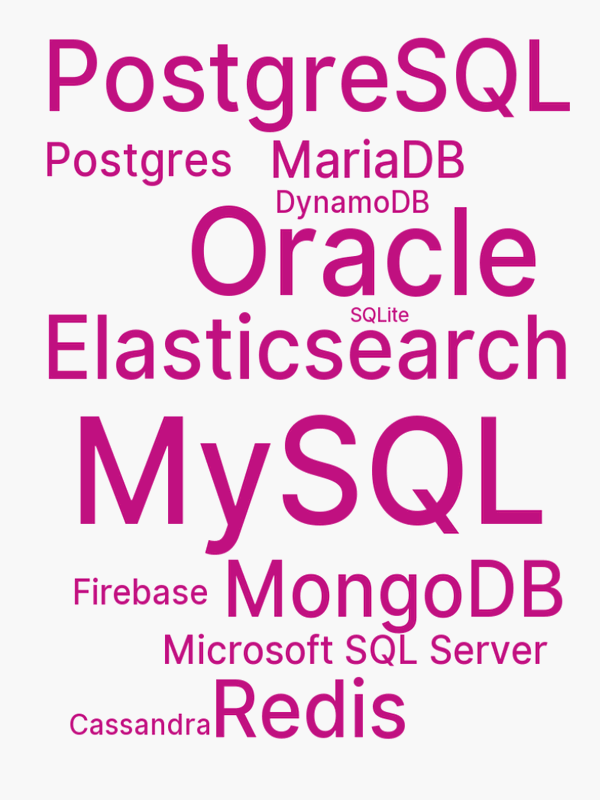 PostgreSQL
Postgres MariaDB
DynamoDB
Oracle
SQLite
Elasticsearch
MySQL
Firebase MongoDB
Microsoft SQL Server
Cassandra Redis